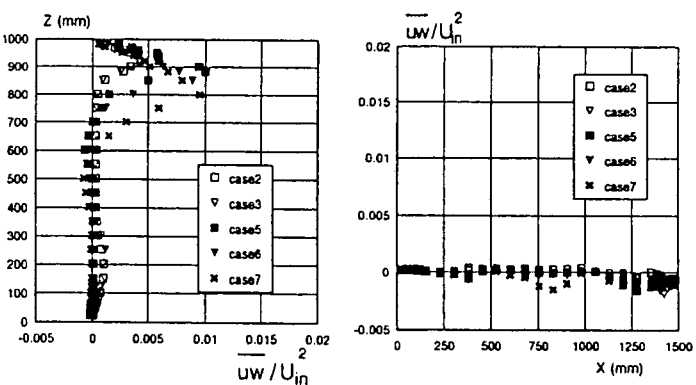 Z (mm)
1000
900
800
700
600
500
400
300
200
100
0
-0.005 0 0.005 0.01 0.015 0.02
uw/U_in^2
case2
case3
case5
case6
case7
uw/U_in^2
0.02
0.015
0.01
0.005
0
-0.005
0 250 500 750 1000 1250 1500
X (mm)
case2
case3
case5
case6
case7